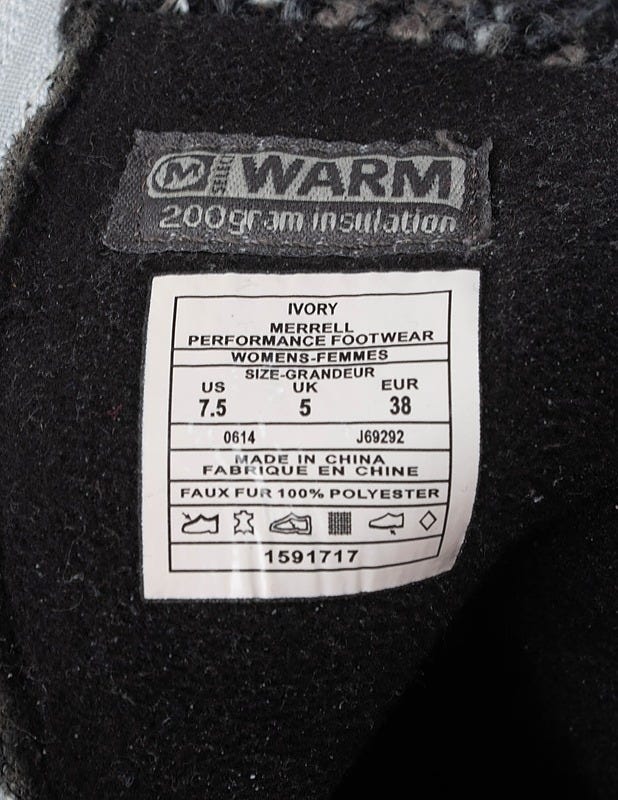 M SELECT WARM
200gram insulation
IVORY
MERRELL
PERFORMANCE FOOTWEAR
WOMENS-FEMMES
SIZE-GRANDEUR
US UK EUR
7.5 5 38
0614 J69292
MADE IN CHINA
FABRIQUE EN CHINE
FAUX FUR 100% POLYESTER
1591717